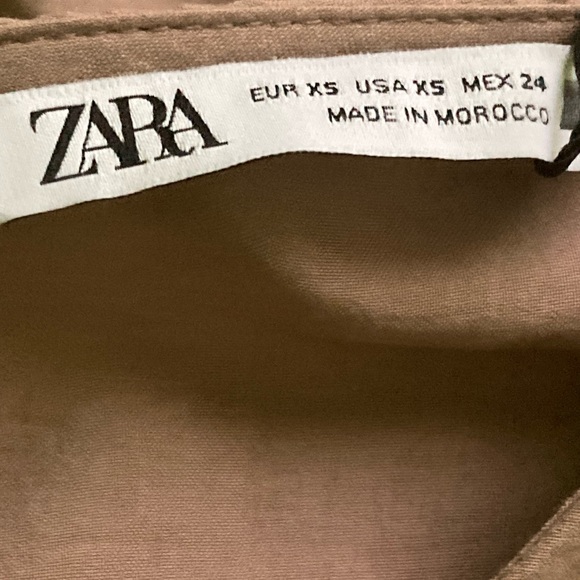 ZARA
EUR XS USA XS MEX 24
MADE IN MOROCCO